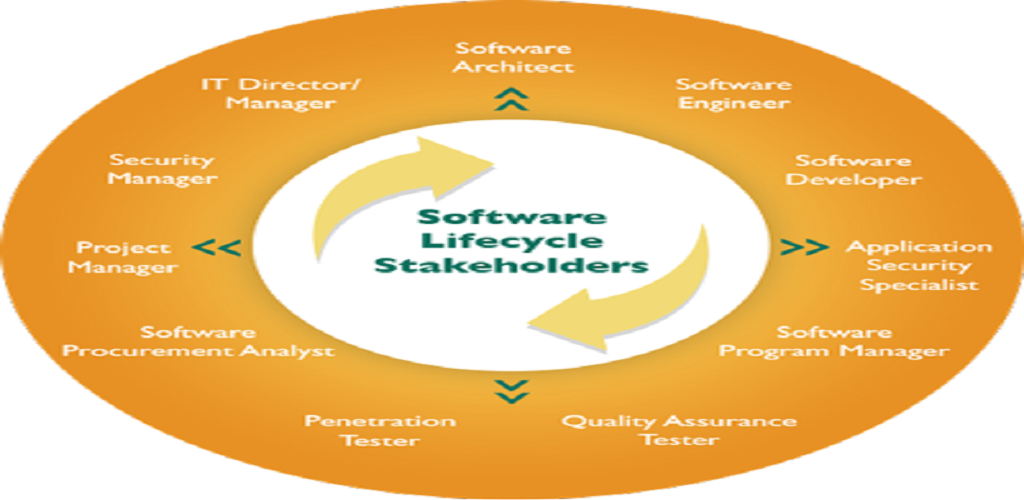 Software
Architect
Software
Engineer
Software
Developer
Application
Security
Specialist
Software
Program Manager
Quality Assurance
Tester
Penetration
Tester
Software
Procurement Analyst
Project
Manager
Security
Manager
IT Director/
Manager
Software
Lifecycle
Stakeholders